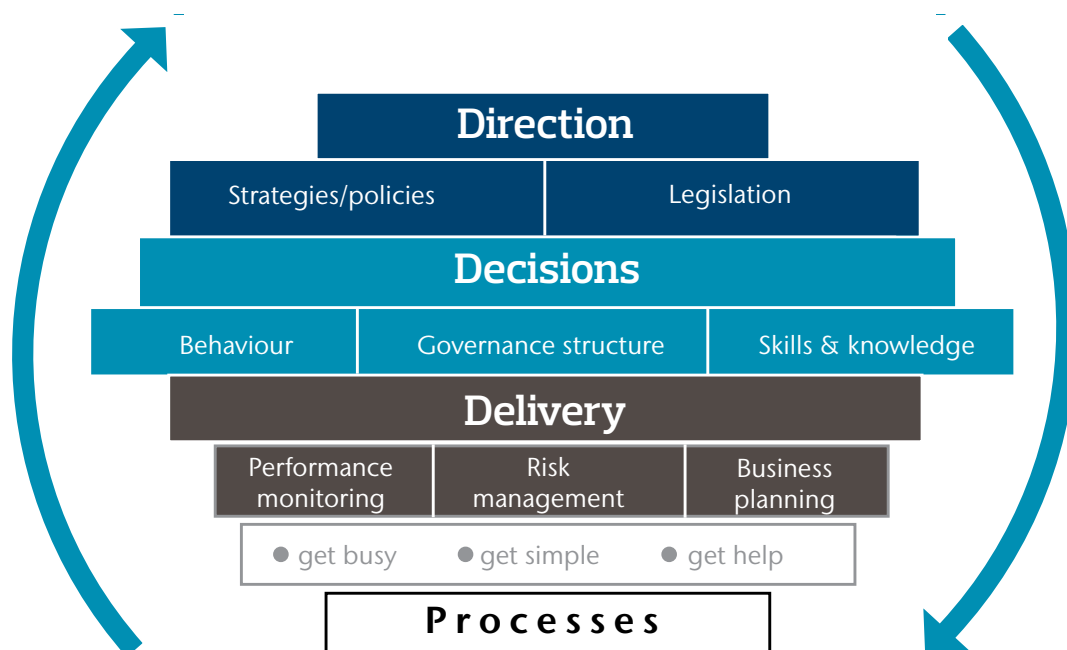 Direction
Strategies/policies Legislation
Decisions
Behaviour Governance structure Skills & knowledge
Delivery
Performance monitoring Risk management Business planning
● get busy ● get simple ● get help
Processes